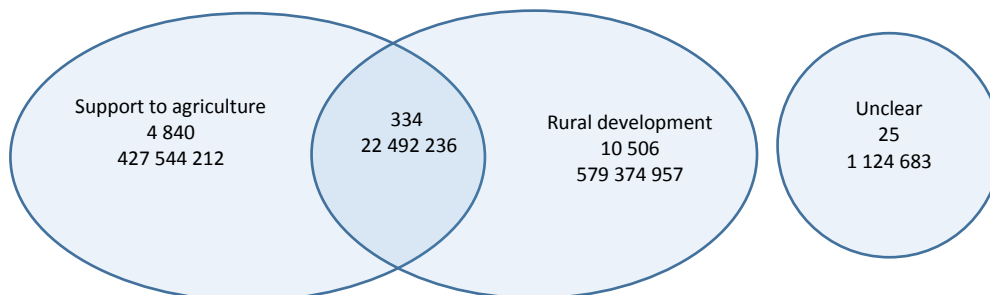 Support to agriculture
4 840
427 544 212
334
22 492 236
Rural development
10 506
579 374 957
Unclear
25
1 124 683